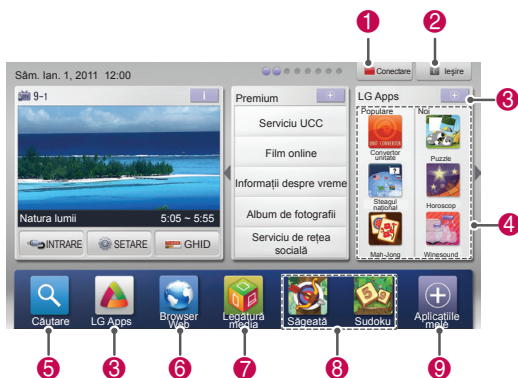 1
2
Sâm. Ian. 1, 2011 12:00
Conectare
Ieşire
9-1
i
Premium
+
LG Apps
+
3
Populare
Noi
UNIT CONVERTOR
Convertor
unitate
Puzzle
Serviciu UCC
Film online
Informaţii despre vreme
Album de fotografii
Serviciu de reţea
socială
Steagul
naţional
Horoscop
Mah-Jong
Winesound
4
Natura lumii
5:05 ~ 5:55
INTRARE
SETARE
GHID
Căutare
LG Apps
Browser
Web
Legătură
media
Săgeată
Sudoku
Aplicaţiile
mele
5
3
6
7
8
9